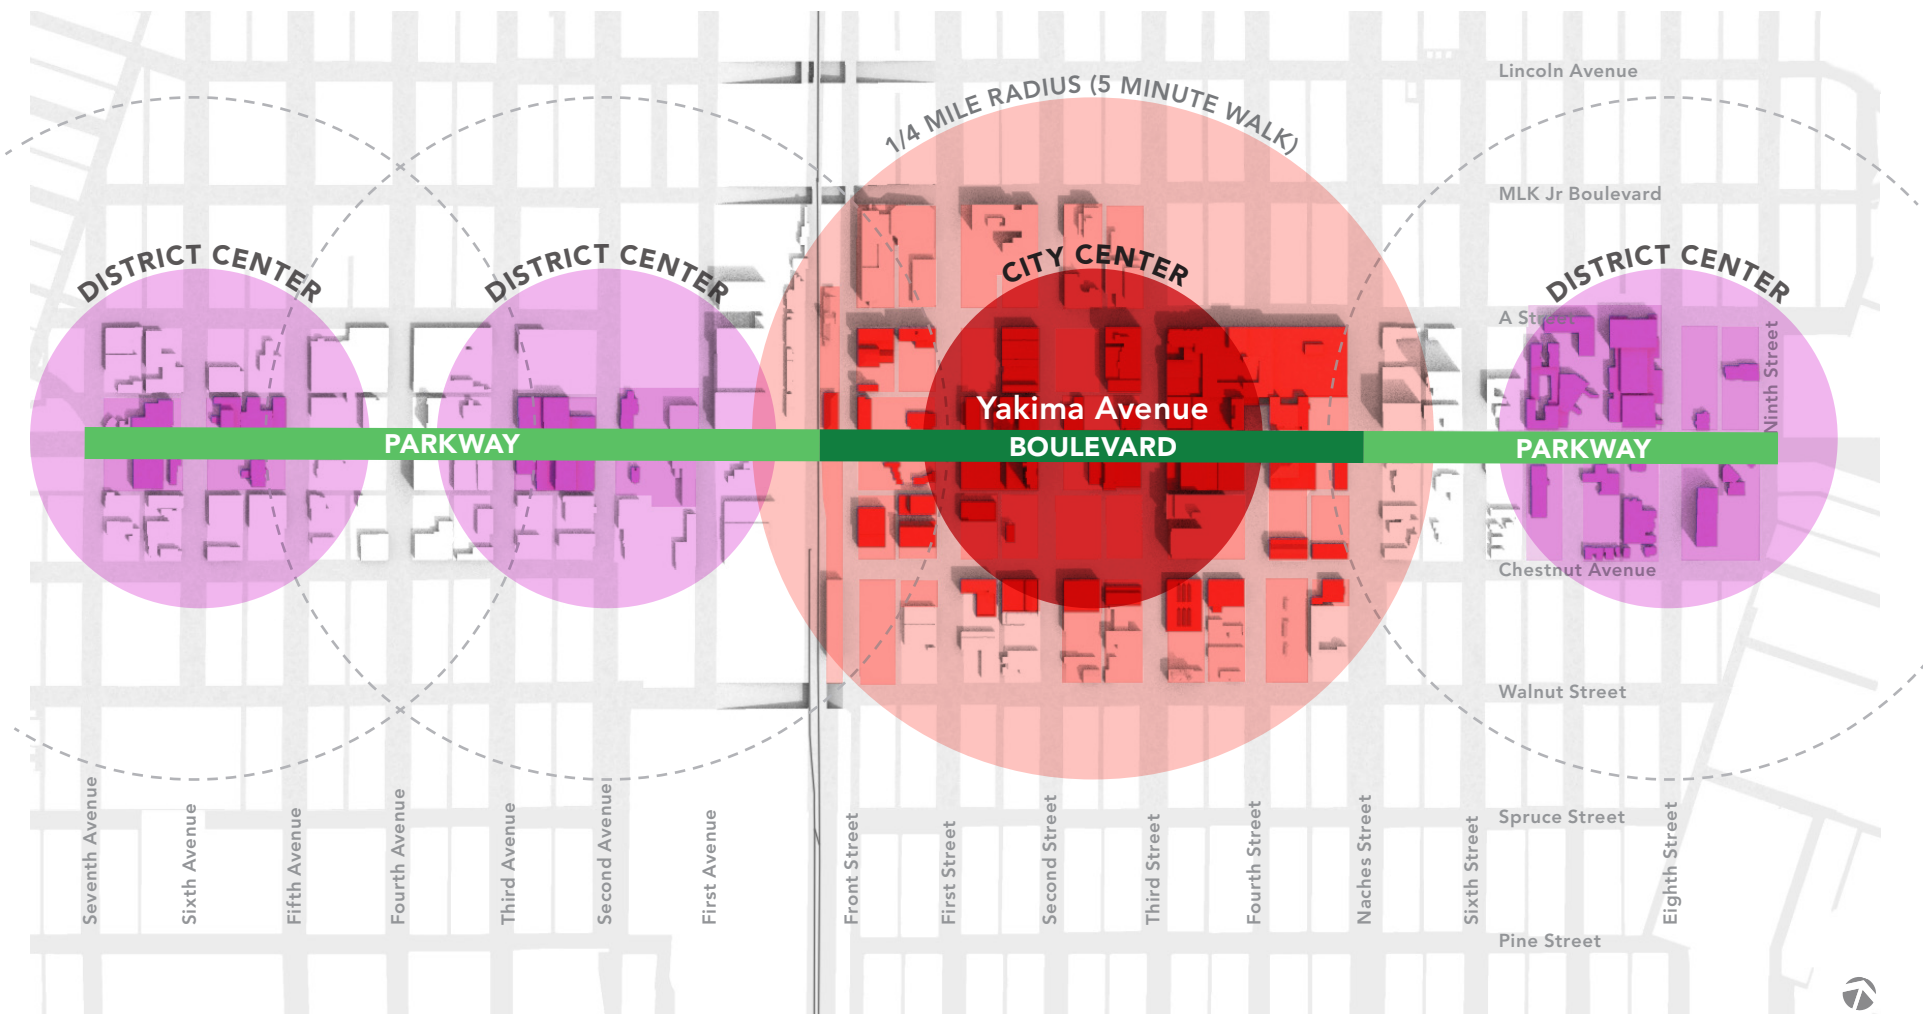 Lincoln Avenue
1/4 MILE RADIUS (5 MINUTE WALK)
MLK Jr Boulevard
DISTRICT CENTER
DISTRICT CENTER
CITY CENTER
DISTRICT CENTER
A Street
Ninth Street
Yakima Avenue
PARKWAY
BOULEVARD
PARKWAY
Chestnut Avenue
Walnut Street
Spruce Street
Seventh Avenue
Sixth Avenue
Fifth Avenue
Fourth Avenue
Third Avenue
Second Avenue
First Avenue
Front Street
First Street
Second Street
Third Street
Fourth Street
Naches Street
Sixth Street
Eighth Street
Pine Street